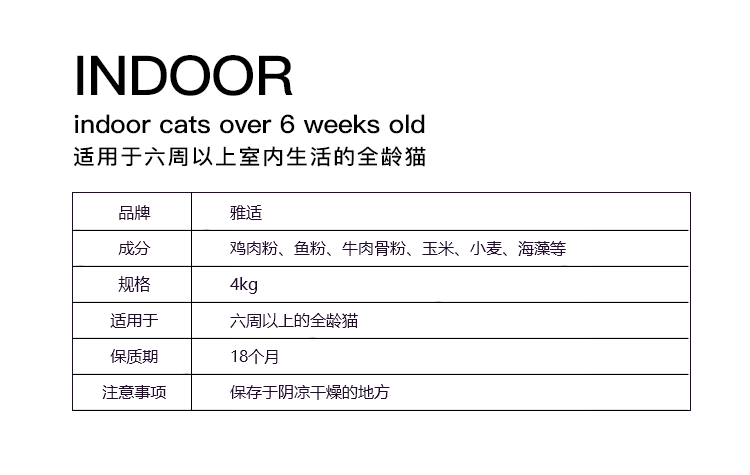 INDOOR
indoor cats over 6 weeks old
适用于六周以上室内生活的全龄猫
品牌 雅适
成分 鸡肉粉、鱼粉、牛肉骨粉、玉米、小麦、海藻等
规格 4kg
适用于 六周以上的全龄猫
保质期 18个月
注意事项 保存于阴凉干燥的地方